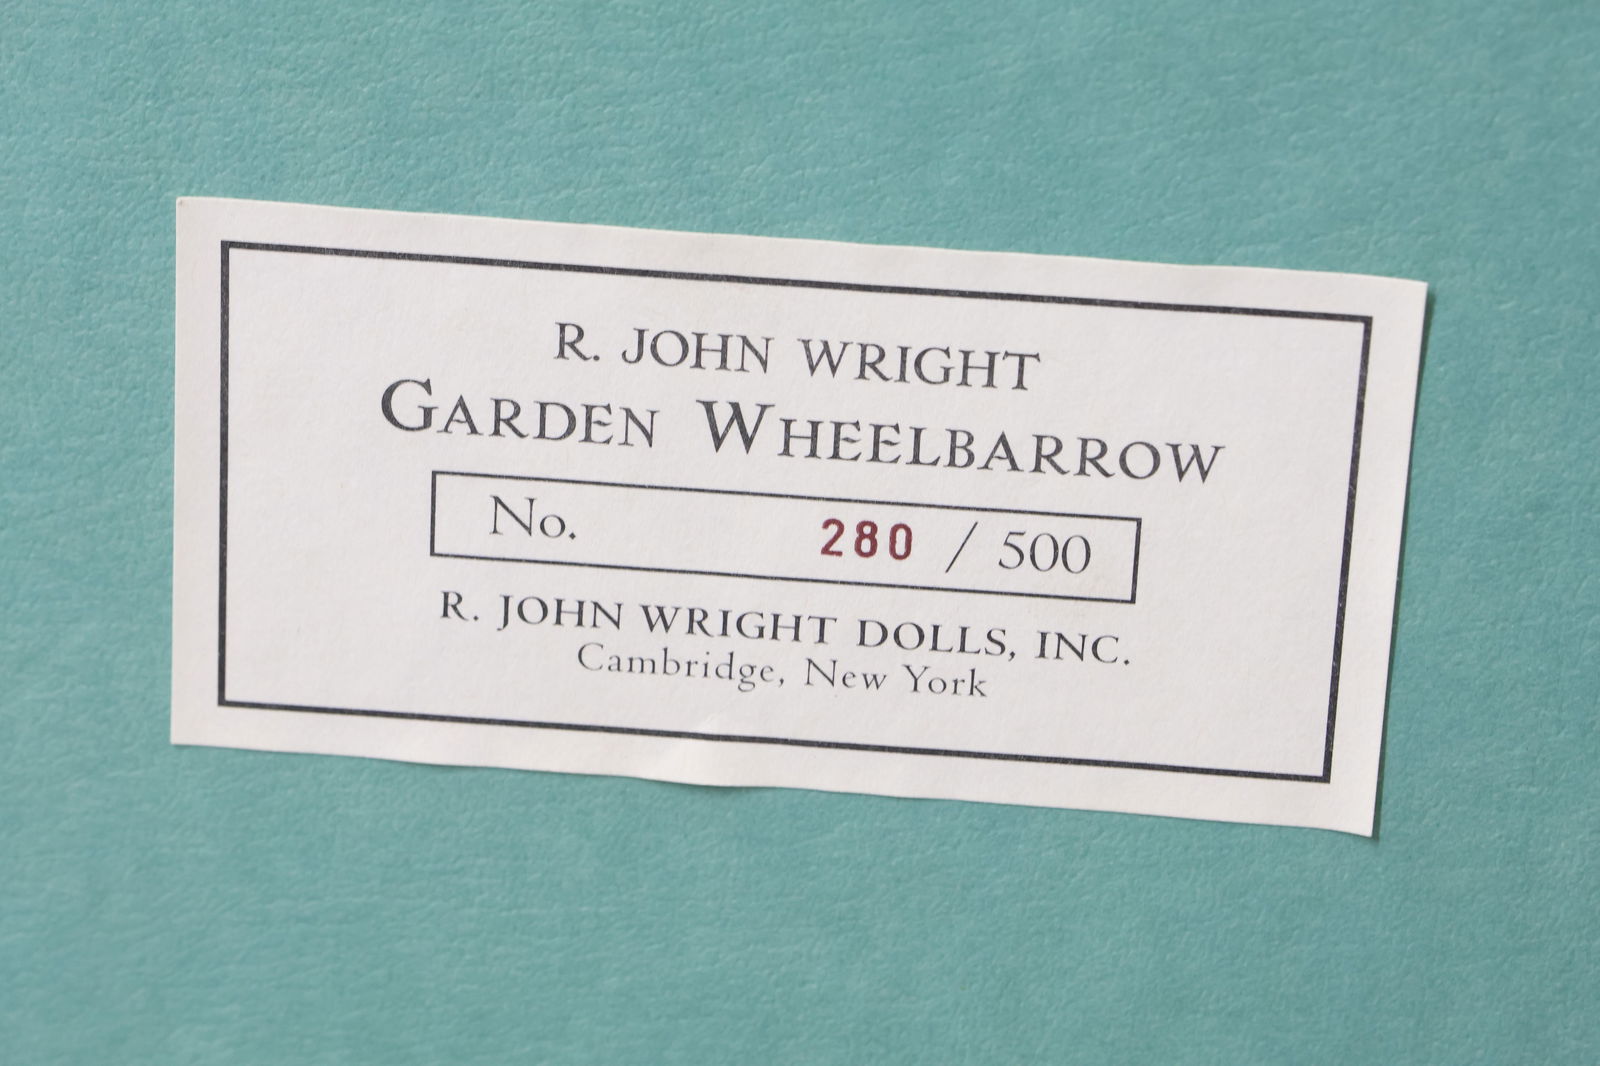 R. JOHN WRIGHT
GARDEN WHEELBARROW
No. 280 / 500
R. JOHN WRIGHT DOLLS, INC.
Cambridge, New York